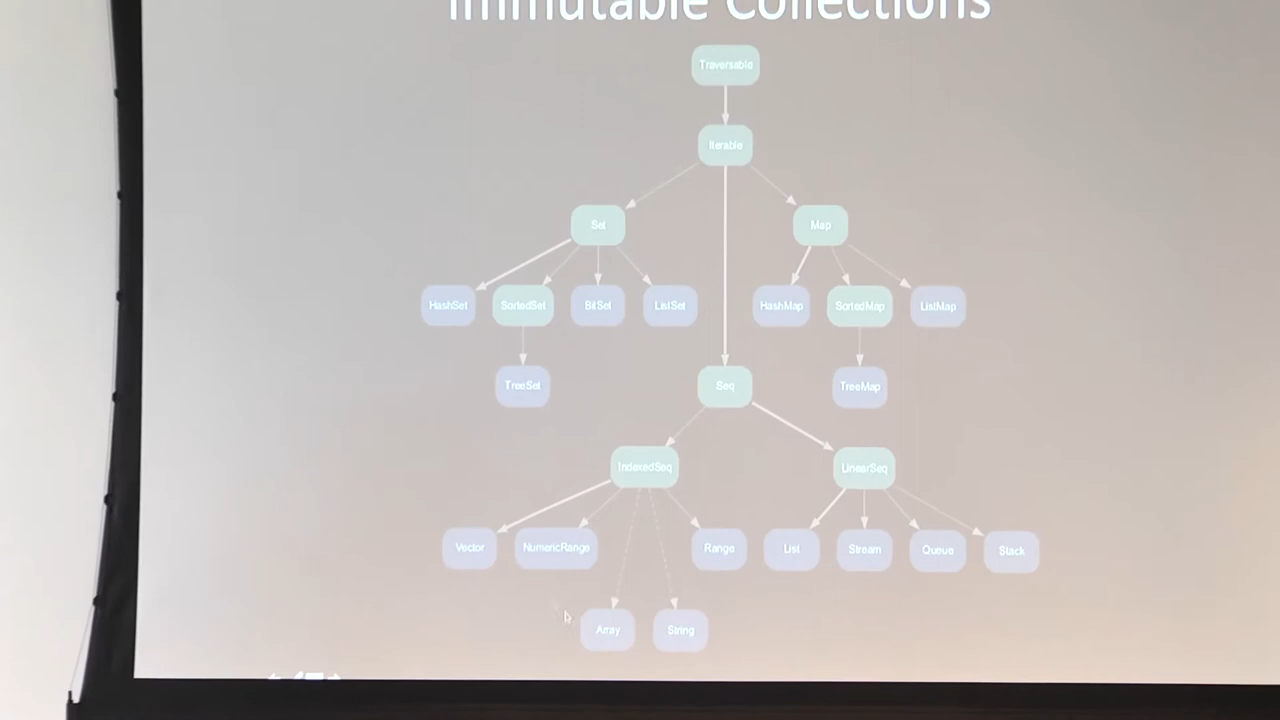 Immutable Collections
Traversable
Iterable
Set
Map
HashSet
SortedSet
BitSet
ListSet
HashMap
SortedMap
ListMap
TreeSet
Seq
TreeMap
IndexedSeq
LinearSeq
Vector
NumericRange
Range
List
Stream
Queue
Stack
Array
String